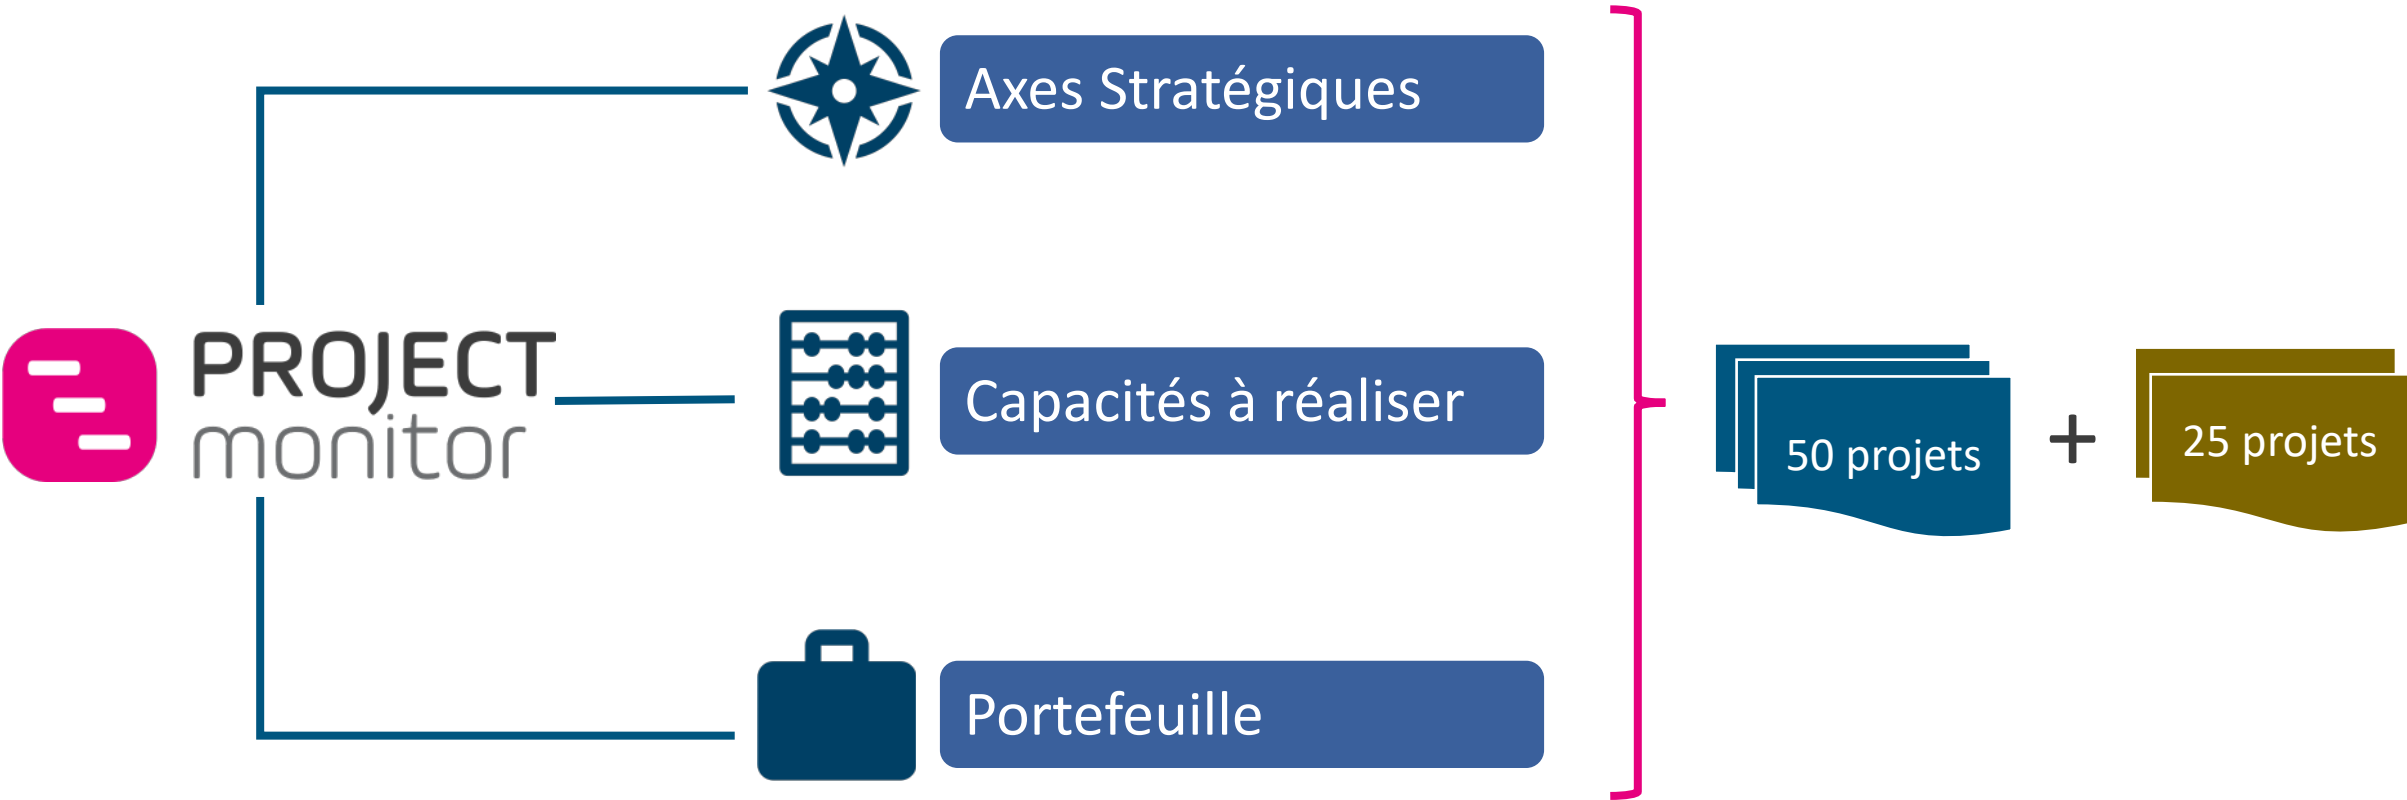 Axes Stratégiques
PROJECT
monitor
Capacités à réaliser
50 projets
+
25 projets
Portefeuille